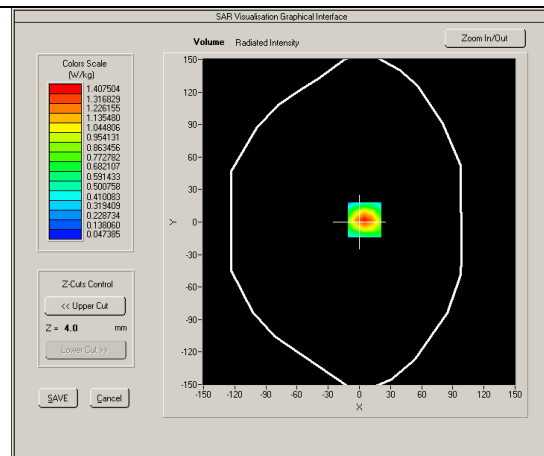 SAR Visualisation Graphical Interface
Volume Radiated Intensity
Zoom In/Out
Colors Scale
(W/kg)
1.407504
1.316829
1.226155
1.135480
1.044806
0.954131
0.863456
0.772782
0.682107
0.591433
0.500758
0.410083
0.319409
0.228734
0.138060
0.047385
Z-Cuts Control
<< Upper Cut
Z = 4.0 mm
Lower Cut >>
SAVE Cancel
150
120
90
60
30
0
-30
-60
-90
-120
-150
Y
-150 -120 -90 -60 -30 0 30 60 90 120 150
X